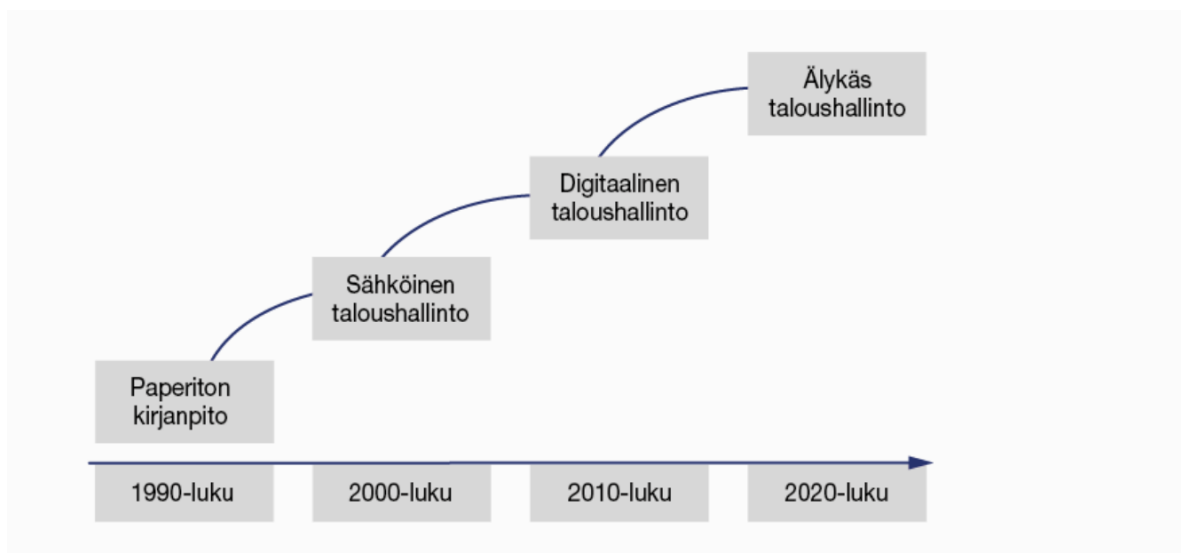 Älykäs
taloushallinto
Digitaalinen
taloushallinto
Sähköinen
taloushallinto
Paperiton
kirjanpito
1990-luku
2000-luku
2010-luku
2020-luku